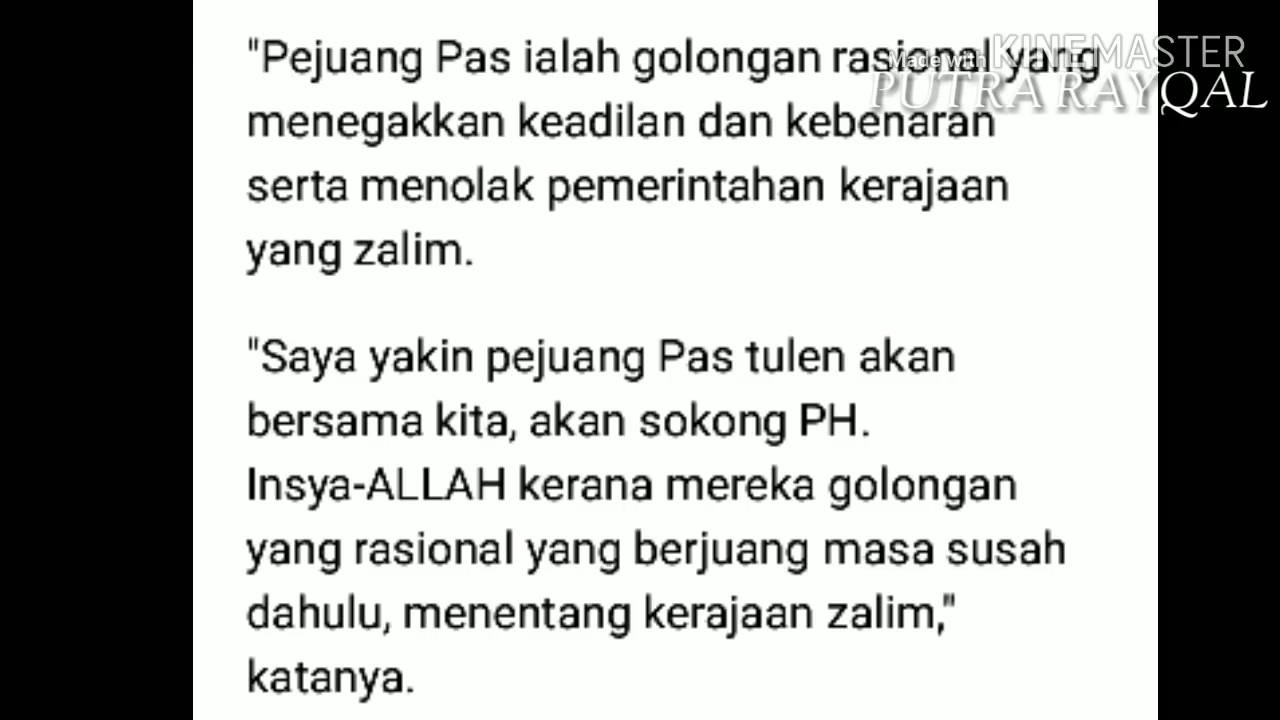 "Pejuang Pas ialah golongan rasional yang
Made with KINEMASTER
PUTRA RAYQAL
menegakkan keadilan dan kebenaran
serta menolak pemerintahan kerajaan
yang zalim.
"Saya yakin pejuang Pas tulen akan
bersama kita, akan sokong PH.
Insya-ALLAH kerana mereka golongan
yang rasional yang berjuang masa susah
dahulu, menentang kerajaan zalim,"
katanya.